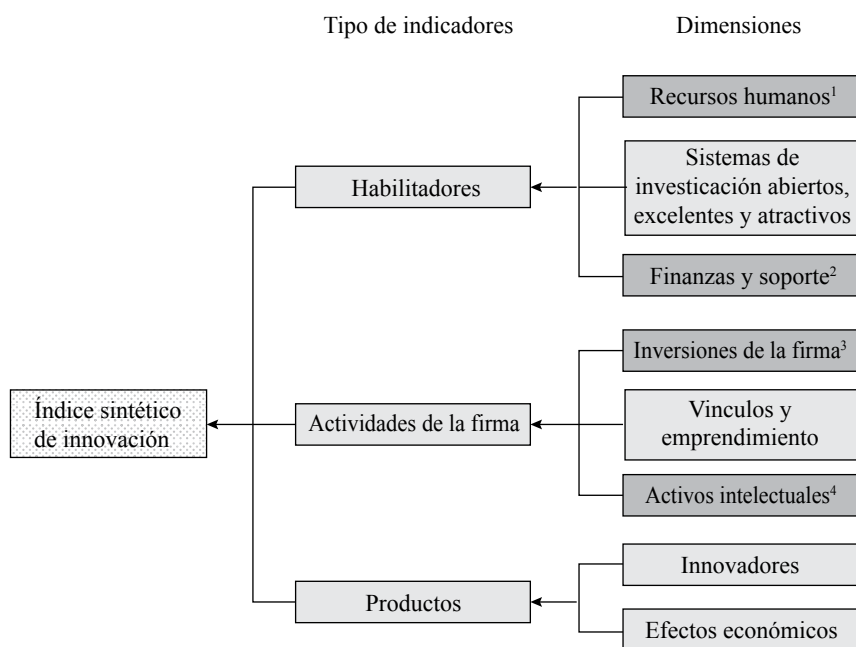 Tipo de indicadores
Dimensiones
Recursos humanos¹
Habilitadores
Sistemas de
investicación abiertos,
excelentes y atractivos
Finanzas y soporte²
Inversiones de la firma³
Índice sintético
de innovación
Actividades de la firma
Vinculos y
emprendimiento
Activos intelectuales⁴
Innovadores
Productos
Efectos económicos